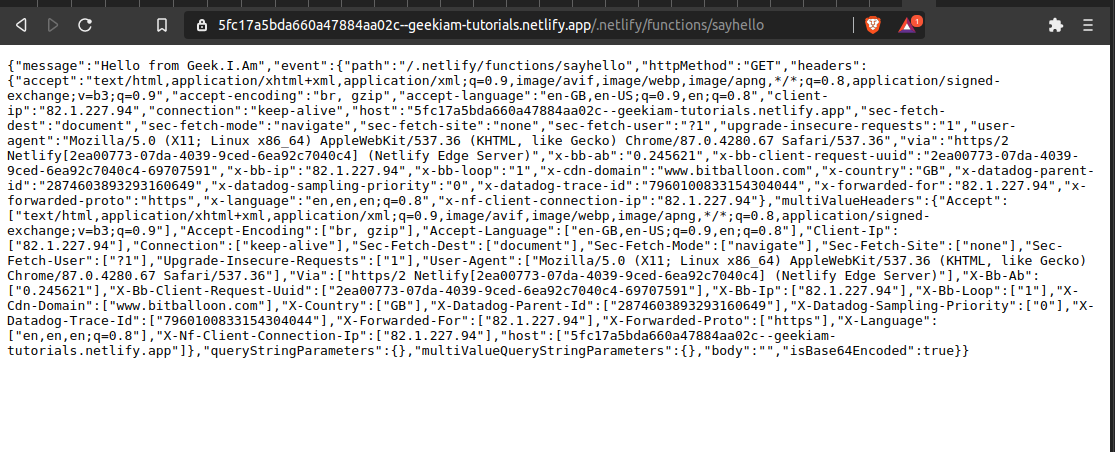 5fc17a5bda660a47884aa02c--geekiam-tutorials.netlify.app/.netlify/functions/sayhello
1
{"message":"Hello from Geek.I.Am","event":{"path":"/.netlify/functions/sayhello","httpMethod":"GET","headers":
{"accept":"text/html,application/xhtml+xml,application/xml;q=0.9,image/avif,image/webp,image/apng,*/*;q=0.8,application/signed-
exchange;v=b3;q=0.9","accept-encoding":"br, gzip","accept-language":"en-GB,en-US;q=0.9,en;q=0.8","client-
ip":"82.1.227.94","connection":"keep-alive","host":"5fc17a5bda660a47884aa02c--geekiam-tutorials.netlify.app","sec-fetch-
dest":"document","sec-fetch-mode":"navigate","sec-fetch-site":"none","sec-fetch-user":"?1","upgrade-insecure-requests":"1","user-
agent":"Mozilla/5.0 (X11; Linux x86_64) AppleWebKit/537.36 (KHTML, like Gecko) Chrome/87.0.4280.67 Safari/537.36","via":"https/2
Netlify[2ea00773-07da-4039-9ced-6ea92c7040c4] (Netlify Edge Server)","x-bb-ab":"0.245621","x-bb-client-request-uuid":"2ea00773-07da-4039-
9ced-6ea92c7040c4-69707591","x-bb-ip":"82.1.227.94","x-bb-loop":"1","x-cdn-domain":"www.bitballoon.com","x-country":"GB","x-datadog-parent-
id":"2874603893293160649","x-datadog-sampling-priority":"0","x-datadog-trace-id":"7960100833154304044","x-forwarded-for":"82.1.227.94","x-
forwarded-proto":"https","x-language":"en,en,en;q=0.8","x-nf-client-connection-ip":"82.1.227.94"},"multiValueHeaders":{"Accept":
["text/html,application/xhtml+xml,application/xml;q=0.9,image/avif,image/webp,image/apng,*/*;q=0.8,application/signed-
exchange;v=b3;q=0.9"],"Accept-Encoding":["br, gzip"],"Accept-Language":["en-GB,en-US;q=0.9,en;q=0.8"],"Client-Ip":
["82.1.227.94"],"Connection":["keep-alive"],"Sec-Fetch-Dest":["document"],"Sec-Fetch-Mode":["navigate"],"Sec-Fetch-Site":["none"],"Sec-
Fetch-User":["?1"],"Upgrade-Insecure-Requests":["1"],"User-Agent":["Mozilla/5.0 (X11; Linux x86_64) AppleWebKit/537.36 (KHTML, like Gecko)
Chrome/87.0.4280.67 Safari/537.36"],"Via":["https/2 Netlify[2ea00773-07da-4039-9ced-6ea92c7040c4] (Netlify Edge Server)"],"X-Bb-Ab":
["0.245621"],"X-Bb-Client-Request-Uuid":["2ea00773-07da-4039-9ced-6ea92c7040c4-69707591"],"X-Bb-Ip":["82.1.227.94"],"X-Bb-Loop":["1"],"X-
Cdn-Domain":["www.bitballoon.com"],"X-Country":["GB"],"X-Datadog-Parent-Id":["2874603893293160649"],"X-Datadog-Sampling-Priority":["0"],"X-
Datadog-Trace-Id":["7960100833154304044"],"X-Forwarded-For":["82.1.227.94"],"X-Forwarded-Proto":["https"],"X-Language":
["en,en,en;q=0.8"],"X-Nf-Client-Connection-Ip":["82.1.227.94"],"host":["5fc17a5bda660a47884aa02c--geekiam-
tutorials.netlify.app"]},"queryStringParameters":{},"multiValueQueryStringParameters":{},"body":"","isBase64Encoded":true}}